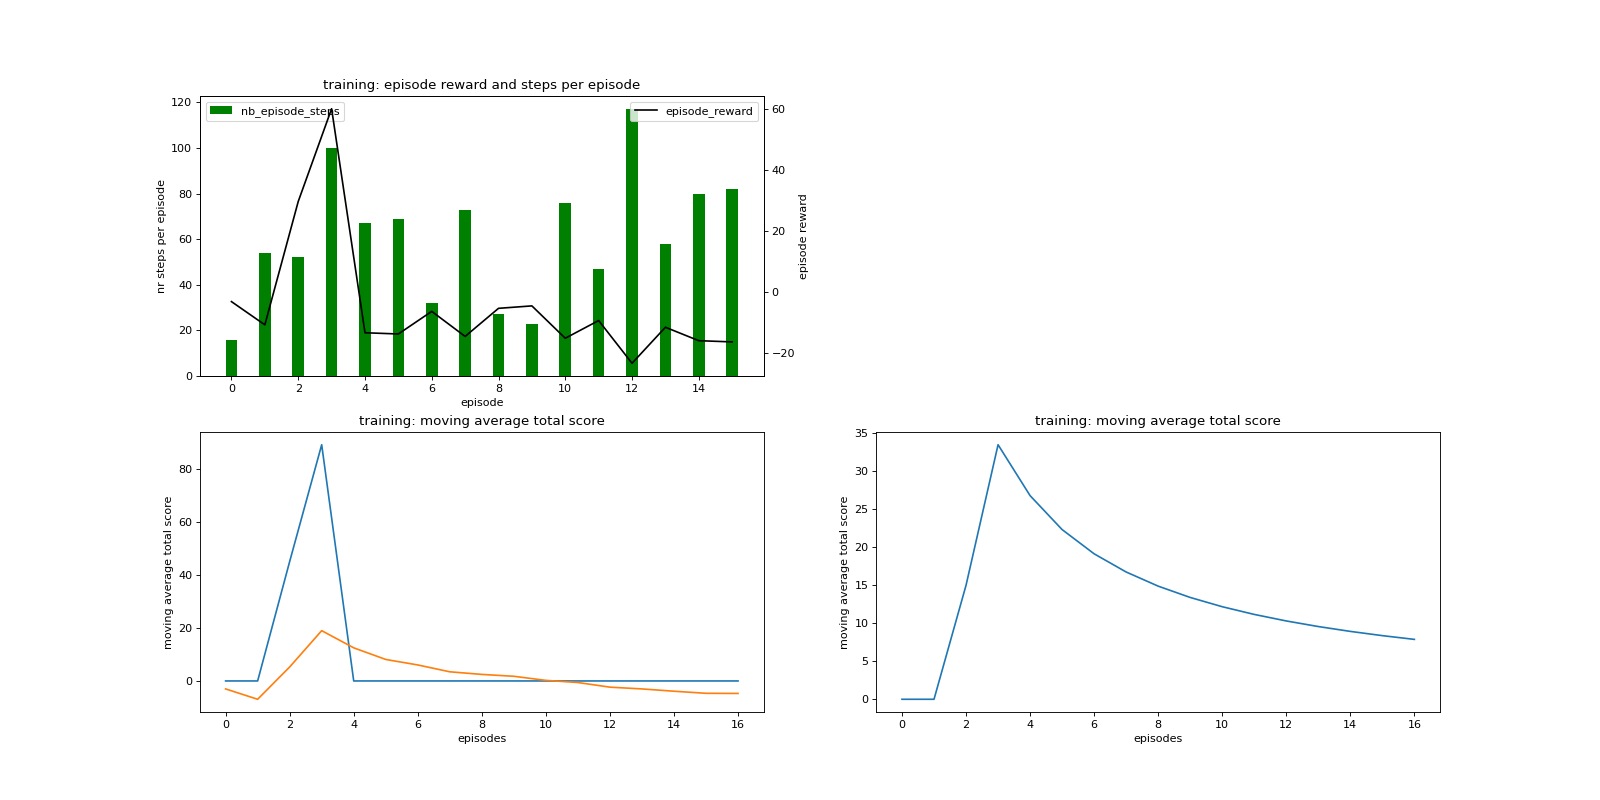 training: episode reward and steps per episode
nb_episode_steps
episode_reward
nr steps per episode
120
100
80
60
40
20
0
60
40
20
0
−20
episode reward
0 2 4 6 8 10 12 14
episode
training: moving average total score
moving average total score
80
60
40
20
0
0 2 4 6 8 10 12 14 16
episodes
training: moving average total score
moving average total score
35
30
25
20
15
10
5
0
0 2 4 6 8 10 12 14 16
episodes